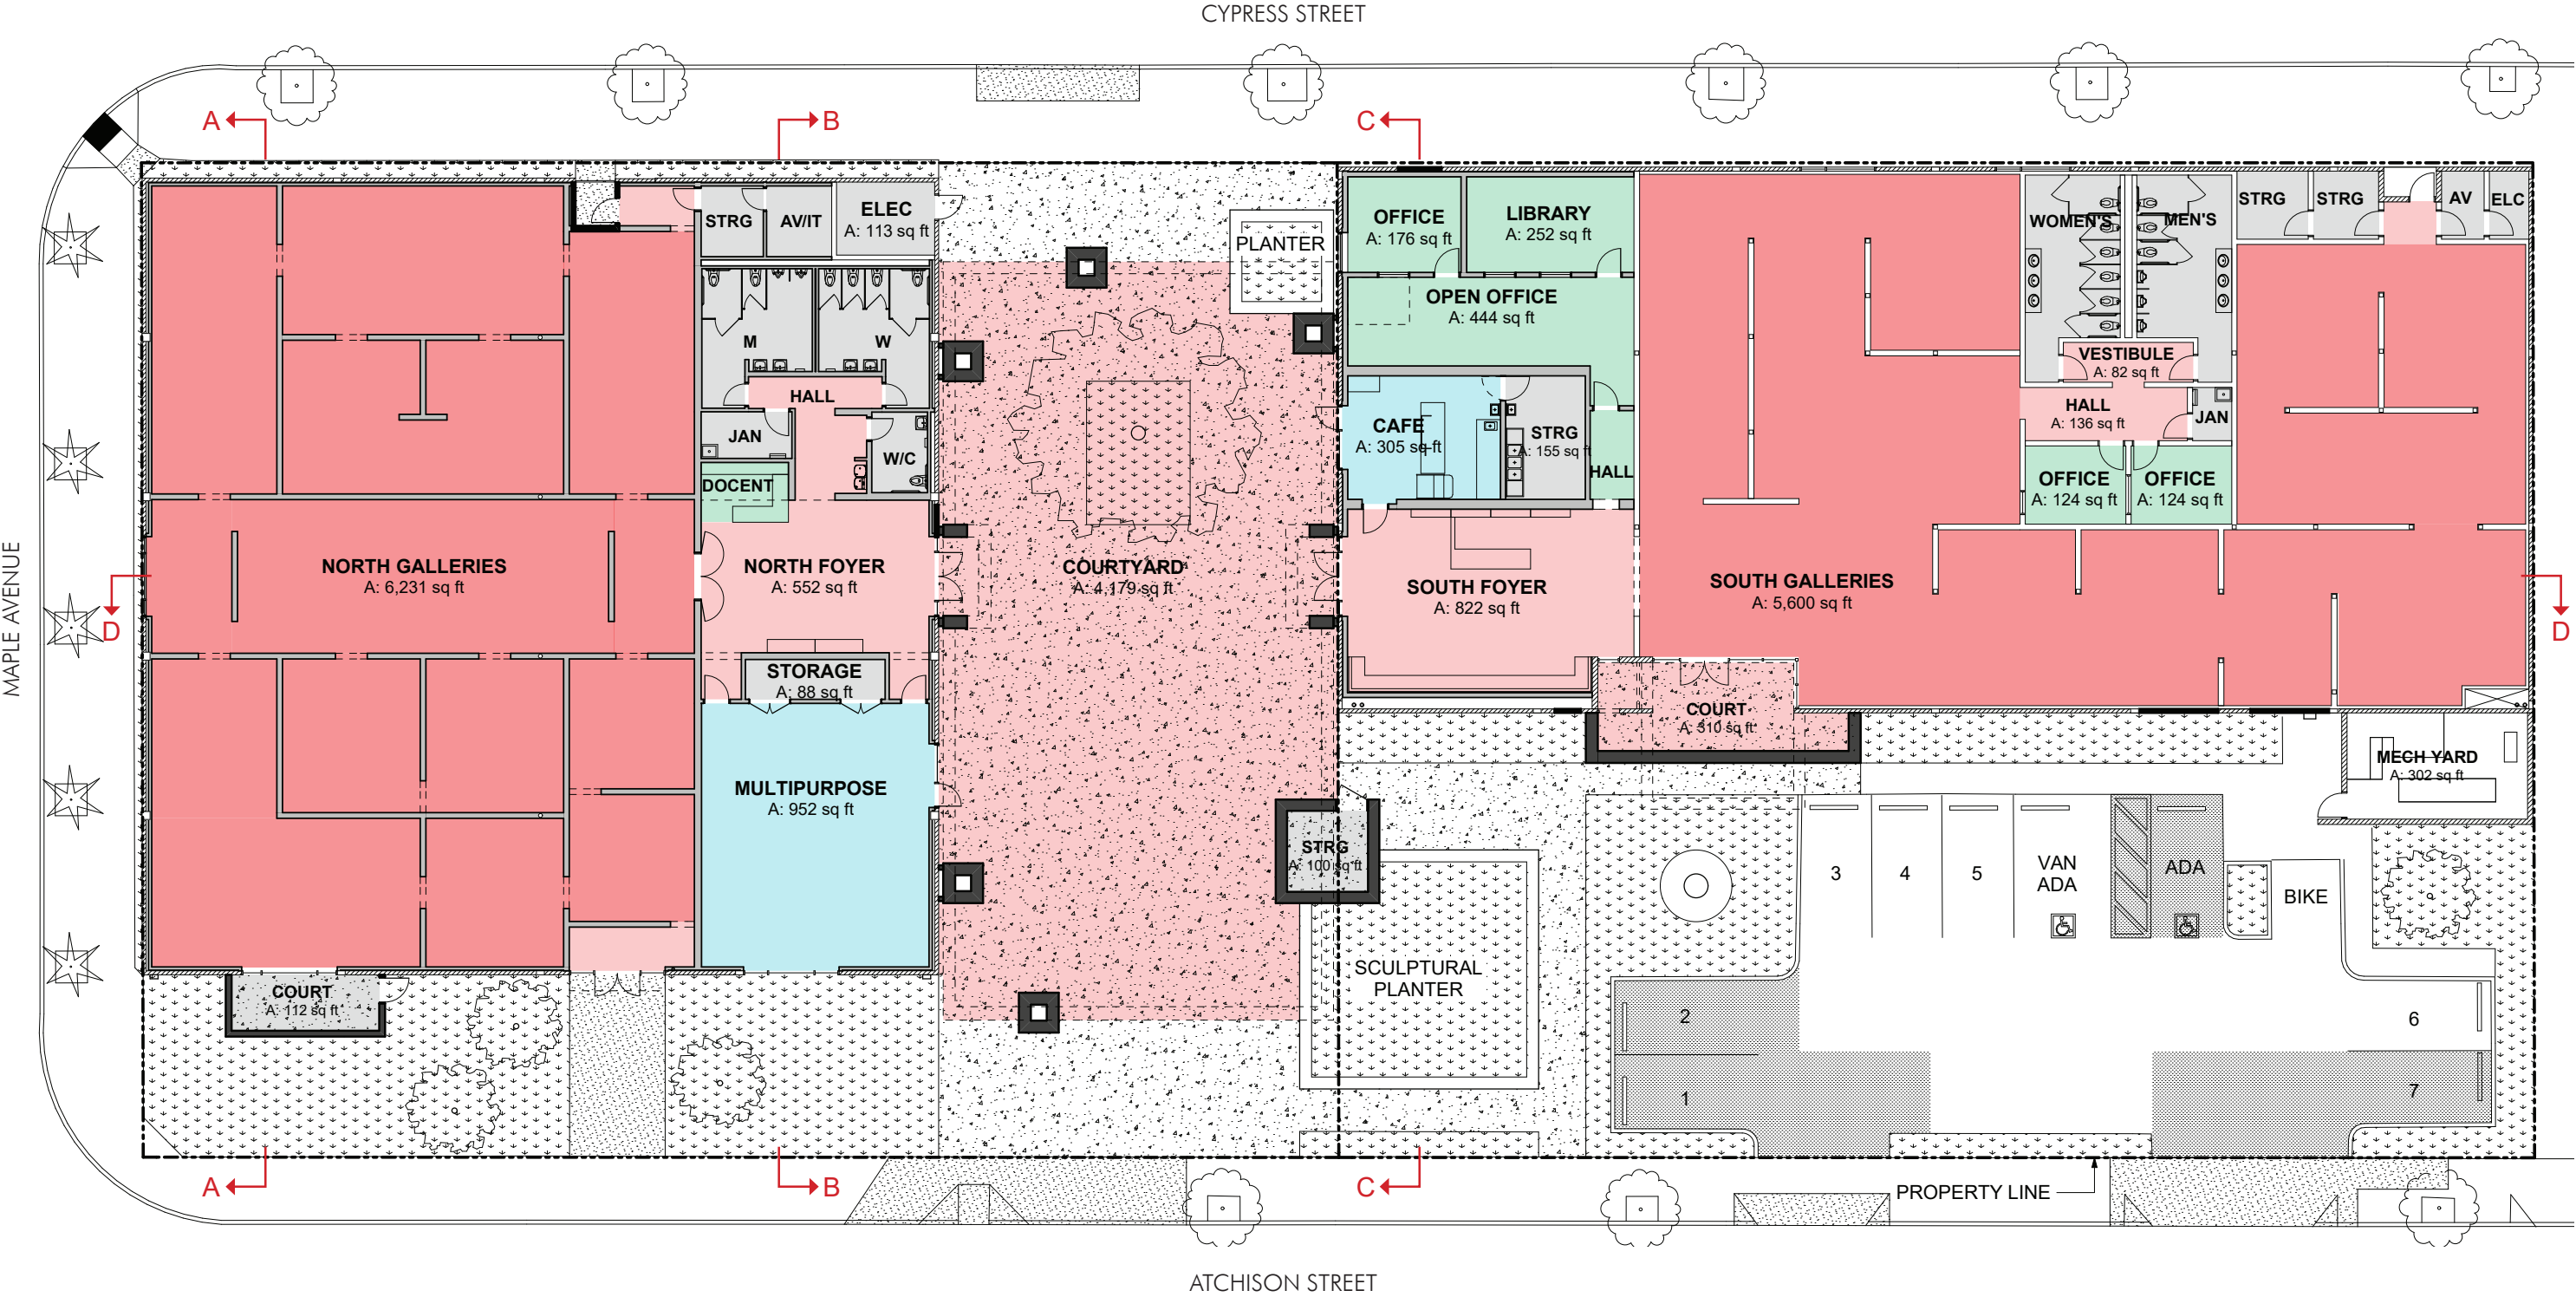 CYPRESS STREET
A
B
C
STRG
AV/IT
ELEC
A: 113 sq ft
PLANTER
OFFICE
A: 176 sq ft
LIBRARY
A: 252 sq ft
WOMEN'S
MEN'S
STRG
STRG
AV
ELC
OPEN OFFICE
A: 444 sq ft
M
W
VESTIBULE
A: 82 sq ft
HALL
HALL
A: 136 sq ft
JAN
CAFE
A: 305 sq ft
STRG
A: 155 sq ft
JAN
W/C
HALL
DOCENT
OFFICE
A: 124 sq ft
OFFICE
A: 124 sq ft
MAPLE AVENUE
NORTH GALLERIES
A: 6,231 sq ft
NORTH FOYER
A: 552 sq ft
COURTYARD
A: 4,179 sq ft
SOUTH FOYER
A: 822 sq ft
SOUTH GALLERIES
A: 5,600 sq ft
D
D
STORAGE
A: 88 sq ft
COURT
A: 310 sq ft
MECH YARD
A: 302 sq ft
MULTIPURPOSE
A: 952 sq ft
STRG
A: 100 sq ft
3
4
5
VAN
ADA
ADA
BIKE
SCULPTURAL
PLANTER
COURT
A: 112 sq ft
2
6
1
7
A
B
C
PROPERTY LINE
ATCHISON STREET